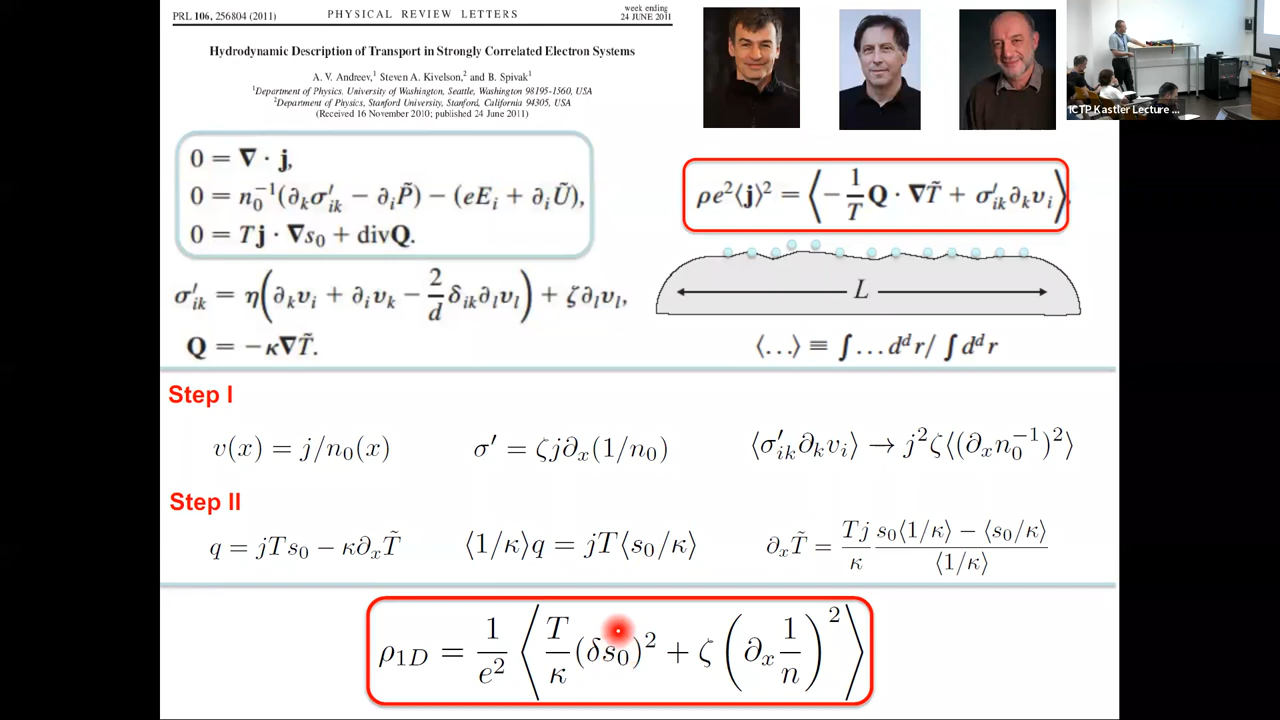 PRL 106, 256804 (2011)
PHYSICAL REVIEW LETTERS
week ending
24 JUNE 2011
Hydrodynamic Description of Transport in Strongly Correlated Electron Systems
A. V. Andreev,¹ Steven A. Kivelson,² and B. Spivak¹
¹Department of Physics, University of Washington, Seattle, Washington 98195-1560, USA
²Department of Physics, Stanford University, Stanford, California 94305, USA
(Received 16 November 2010; published 24 June 2011)
ICTP Kastler Lecture ...
0 = ∇ · j,
0 = n₀⁻¹(∂ₖσ′ᵢₖ − ∂ᵢP̃) − (eEᵢ + ∂ᵢŨ),
0 = Tj · ∇s₀ + divQ.
ρe²⟨j⟩² = ⟨−1/T Q · ∇T̃ + σ′ᵢₖ∂ₖvᵢ⟩
σ′ᵢₖ = η(∂ₖvᵢ + ∂ᵢvₖ − 2/d δᵢₖ∂ₗvₗ) + ζ∂ₗvₗ,
L
Q = −κ∇T̃.
⟨...⟩ ≡ ∫ ... dᵈr/ ∫ dᵈr
Step I
v(x) = j/n₀(x)
σ′ = ζj∂ₓ(1/n₀)
⟨σ′ᵢₖ∂ₖvᵢ⟩ → j²ζ⟨(∂ₓn₀⁻¹)²⟩
Step II
q = jTs₀ − κ∂ₓT̃
⟨1/κ⟩q = jT⟨s₀/κ⟩
∂ₓT̃ = Tj/κ (s₀⟨1/κ⟩ − ⟨s₀/κ⟩)/⟨1/κ⟩
ρ₁D = 1/e² ⟨T/κ (δs₀)² + ζ(∂ₓ 1/n)²⟩